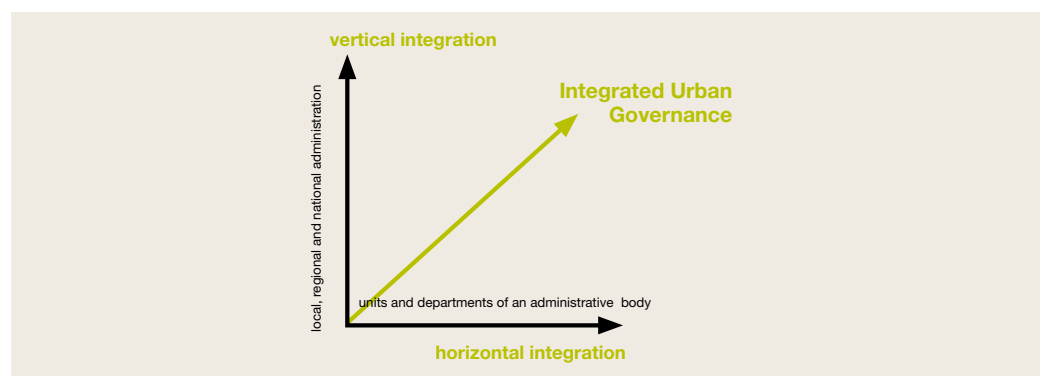 vertical integration
Integrated Urban
Governance
local, regional and national administration
units and departments of an administrative body
horizontal integration